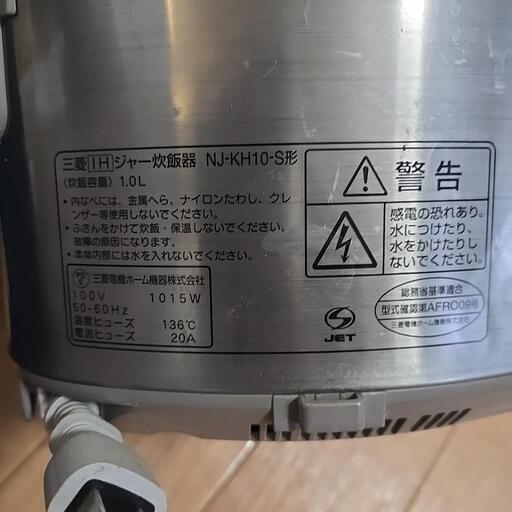 三菱IHジャー炊飯器 NJ-KH10-S形
(炊飯容量) 1.0L
・内なべには、金属へら、ナイロンたわし、クレ
ンザー等使用しないでください。
・ふきんをかけて炊飯・保温しないでください。
故障の原因になります。
・本体内部には水を入れないでください。
三菱電機ホーム機器株式会社
100V 1015W
50-60Hz
温度ヒューズ 136℃
電流ヒューズ 20A
警告
感電の恐れあり。
水につけたり、
水をかけたりし
ないでください。
JET
総務省基準適合
型式確認第AFRO09号
三菱電機ホーム機器株式会社